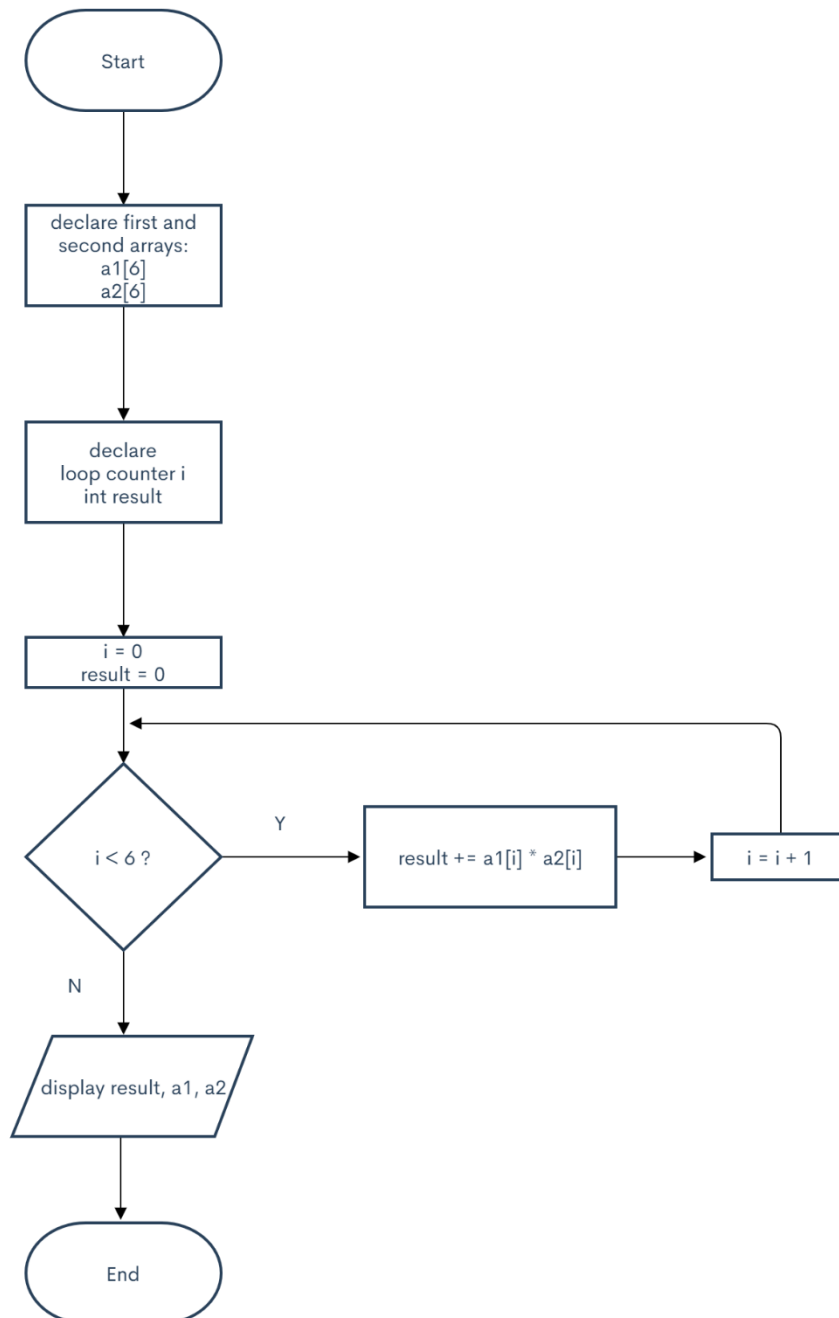 Start
declare first and
second arrays:
a1[6]
a2[6]
declare
loop counter i
int result
i = 0
result = 0
i < 6 ?
Y
result += a1[i] * a2[i]
i = i + 1
N
display result, a1, a2
End